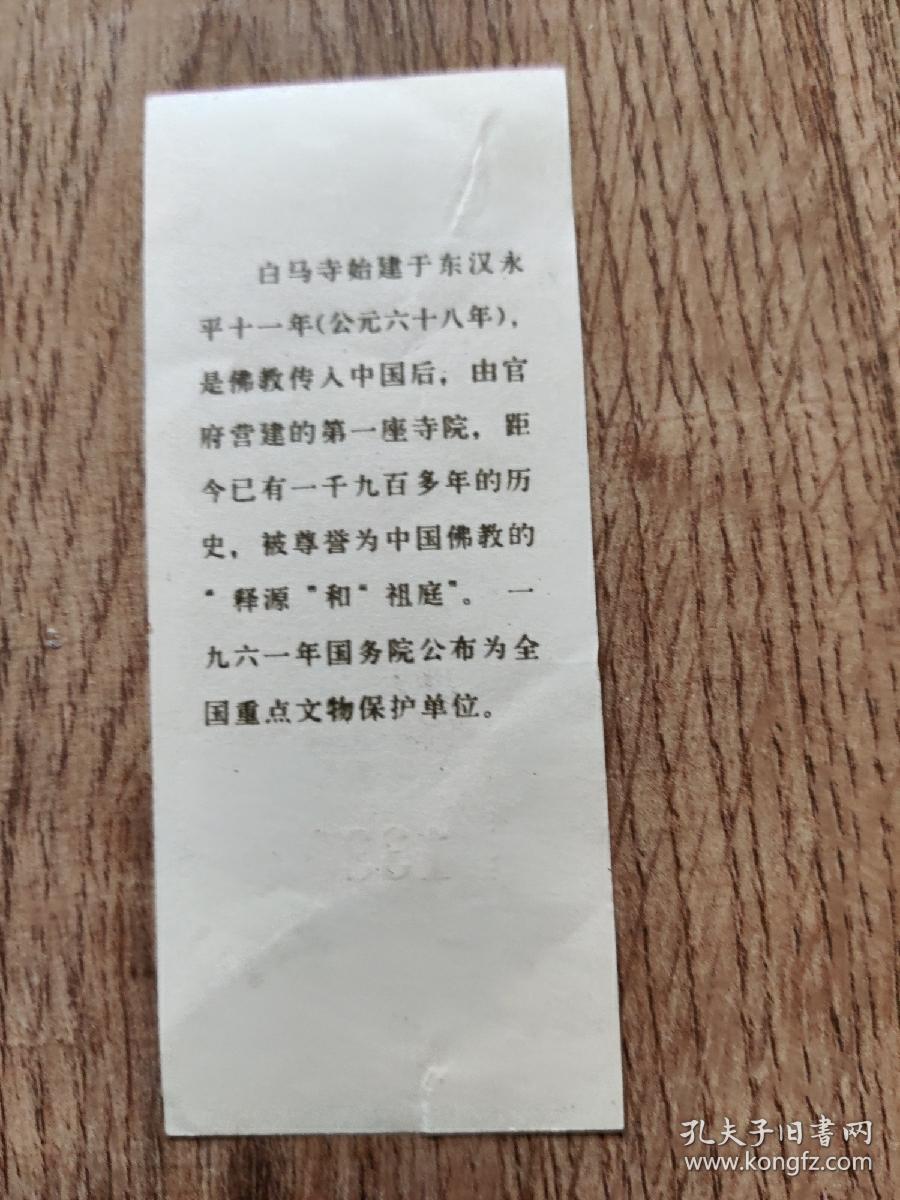 白马寺始建于东汉永
平十一年(公元六十八年)，
是佛教传入中国后，由官
府营建的第一座寺院，距
今已有一千九百多年的历
史，被尊誉为中国佛教的
“释源”和“祖庭”。一
九六一年国务院公布为全
国重点文物保护单位。
孔夫子旧書网
www.kongfz.com